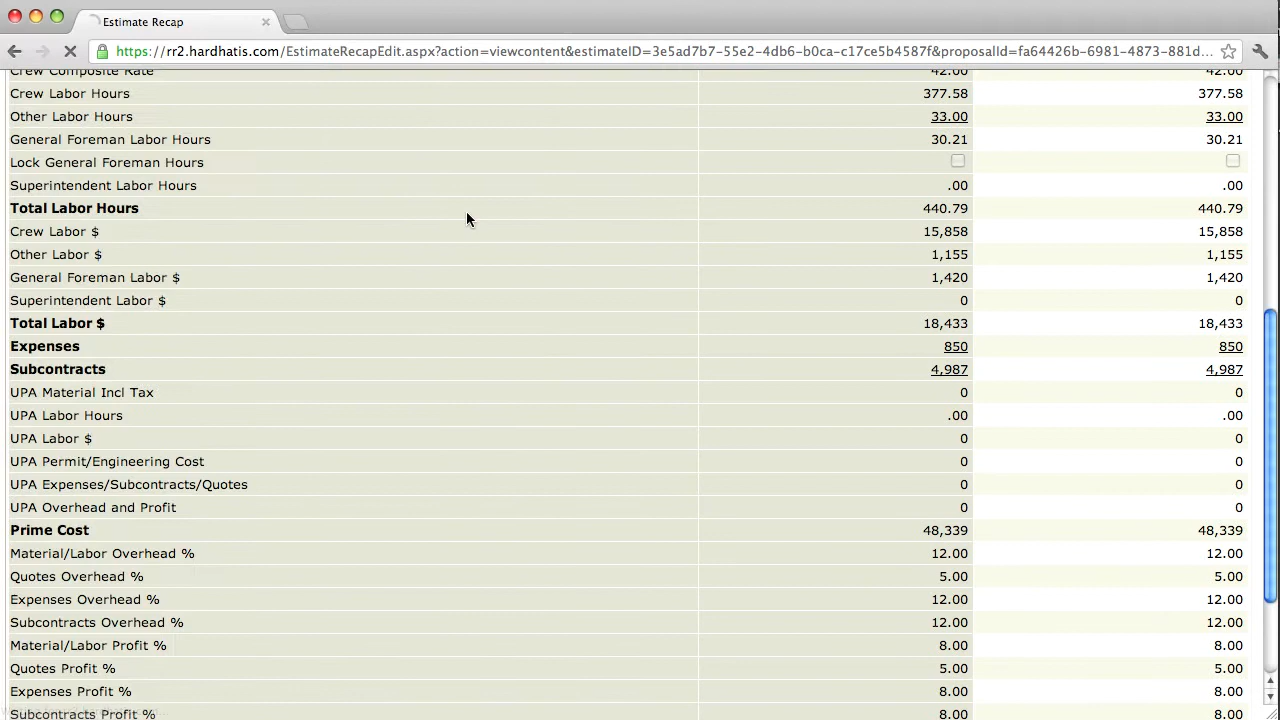 Estimate Recap
https://rr2.hardhatis.com/EstimateRecapEdit.aspx?action=viewcontent&estimateID=3e5ad7b7-55e2-4db6-b0ca-c17ce5b4587f&proposalId=fa64426b-6981-4873-881d...
Crew Composite Rate 42.00 42.00
Crew Labor Hours 377.58 377.58
Other Labor Hours 33.00 33.00
General Foreman Labor Hours 30.21 30.21
Lock General Foreman Hours
Superintendent Labor Hours .00 .00
Total Labor Hours 440.79 440.79
Crew Labor $ 15,858 15,858
Other Labor $ 1,155 1,155
General Foreman Labor $ 1,420 1,420
Superintendent Labor $ 0 0
Total Labor $ 18,433 18,433
Expenses 850 850
Subcontracts 4,987 4,987
UPA Material Incl Tax 0 0
UPA Labor Hours .00 .00
UPA Labor $ 0 0
UPA Permit/Engineering Cost 0 0
UPA Expenses/Subcontracts/Quotes 0 0
UPA Overhead and Profit 0 0
Prime Cost 48,339 48,339
Material/Labor Overhead % 12.00 12.00
Quotes Overhead % 5.00 5.00
Expenses Overhead % 12.00 12.00
Subcontracts Overhead % 12.00 12.00
Material/Labor Profit % 8.00 8.00
Quotes Profit % 5.00 5.00
Expenses Profit % 8.00 8.00
Subcontracts Profit % 8.00 8.00